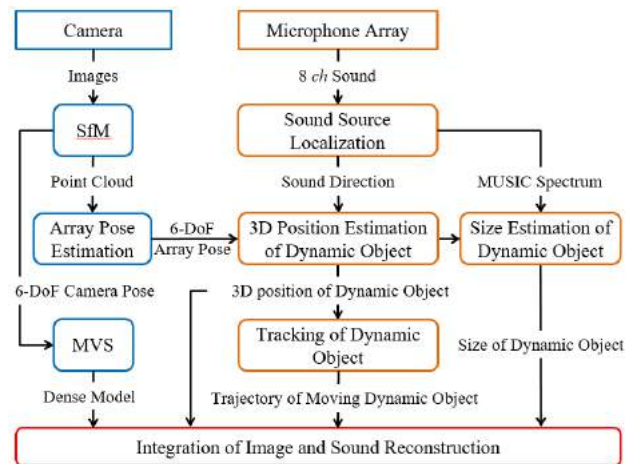 Camera
Microphone Array
Images
8 ch Sound
SfM
Sound Source
Localization
Point Cloud
Sound Direction
MUSIC Spectrum
Array Pose
Estimation
6-DoF
Array Pose
3D Position Estimation
of Dynamic Object
Size Estimation of
Dynamic Object
6-DoF Camera Pose
3D position of Dynamic Object
MVS
Tracking of Dynamic
Object
Size of Dynamic Object
Dense Model
Trajectory of Moving Dynamic Object
Integration of Image and Sound Reconstruction